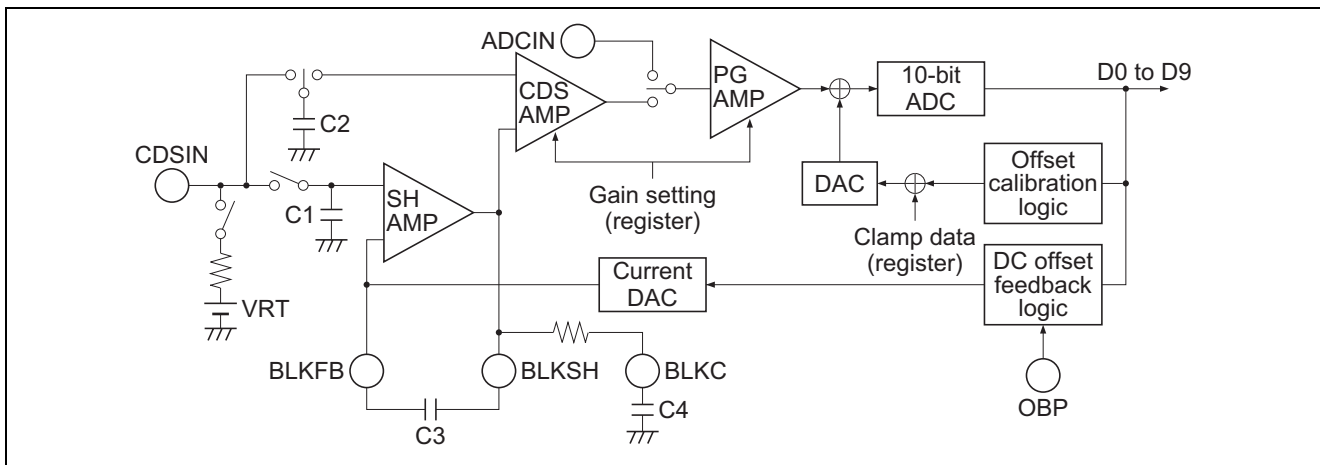 ADCIN
CDS
AMP
PG
AMP
10-bit
ADC
D0 to D9
C2
CDSIN
C1
SH
AMP
Gain setting
(register)
DAC
Offset
calibration
logic
Clamp data
(register)
VRT
Current
DAC
DC offset
feedback
logic
BLKFB
BLKSH
BLKC
C3
C4
OBP